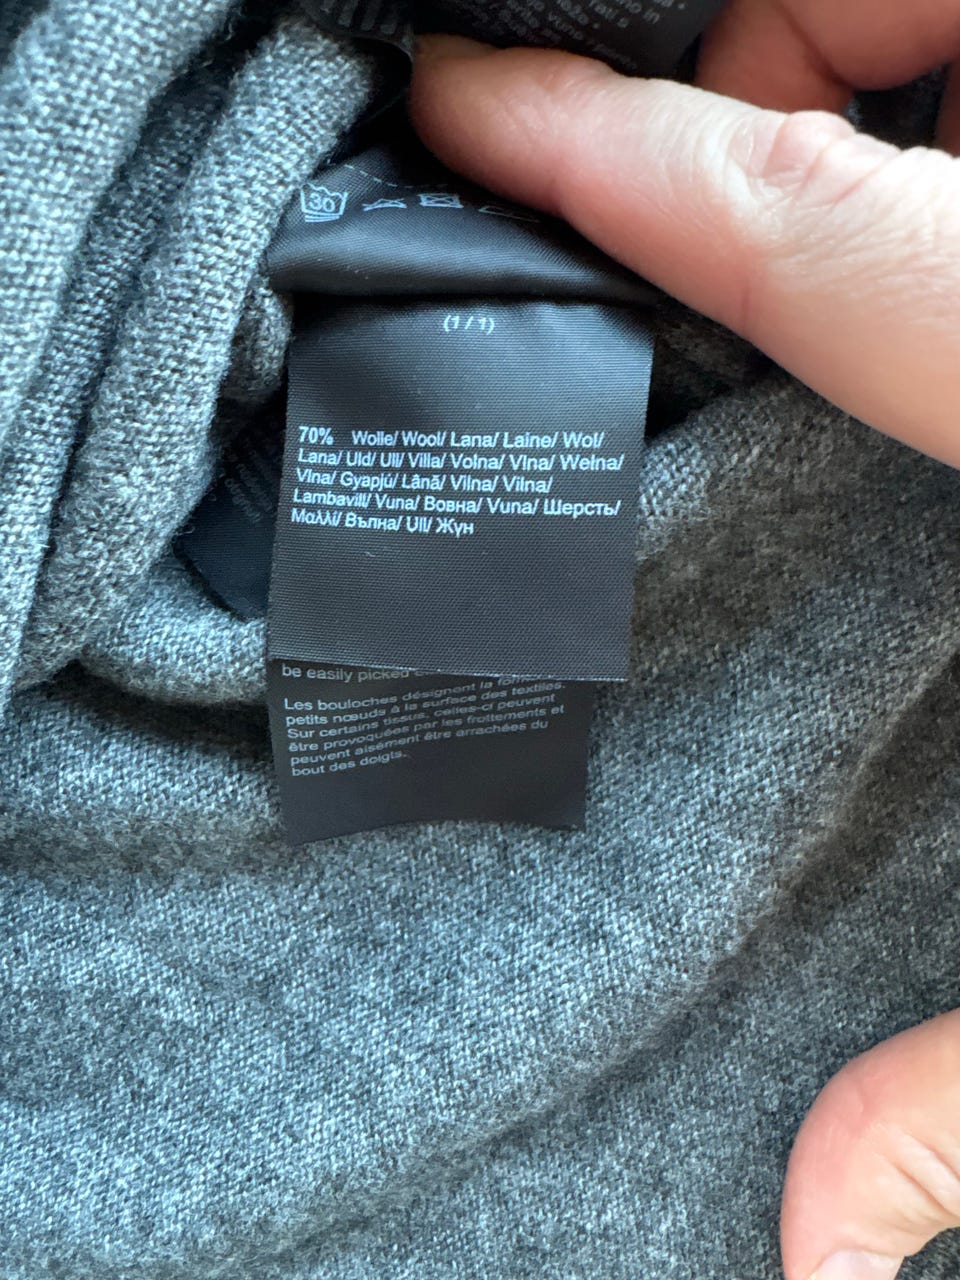 30
(1/1)
70% Wolle/ Wool/ Lana/ Laine/ Wol/
Lana/ Uld/ Ull/ Villa/ Volna/ Vlna/ Wełna/
Vlna/ Gyapjú/ Lână/ Vilna/ Vilna/
Lambavill/ Vuna/ Вовна/ Vuna/ Шерсть/
Μαλλί/ Вълна/ Ull/ Жүн
be easily picked
Les bouloches désignent la
petits nœuds à la surface des textiles.
Sur certains tissus, celles-ci peuvent
être provoquées par les frottements et
peuvent aisément être arrachées du
bout des doigts.